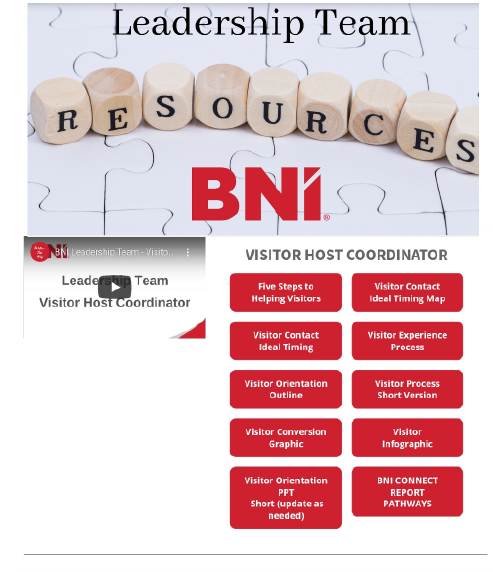 Leadership Team
RESOURCES
BNI®
BNI Leadership Team - Visito...
Leadership Team
Visitor Host Coordinator
VISITOR HOST COORDINATOR
Five Steps to
Helping Visitors
Visitor Contact
Ideal Timing Map
Visitor Contact
Ideal Timing
Visitor Experience
Process
Visitor Orientation
Outline
Visitor Process
Short Version
Visitor Conversion
Graphic
Visitor
Infographic
Visitor Orientation
PPT
Short (update as
needed)
BNI CONNECT
REPORT
PATHWAYS